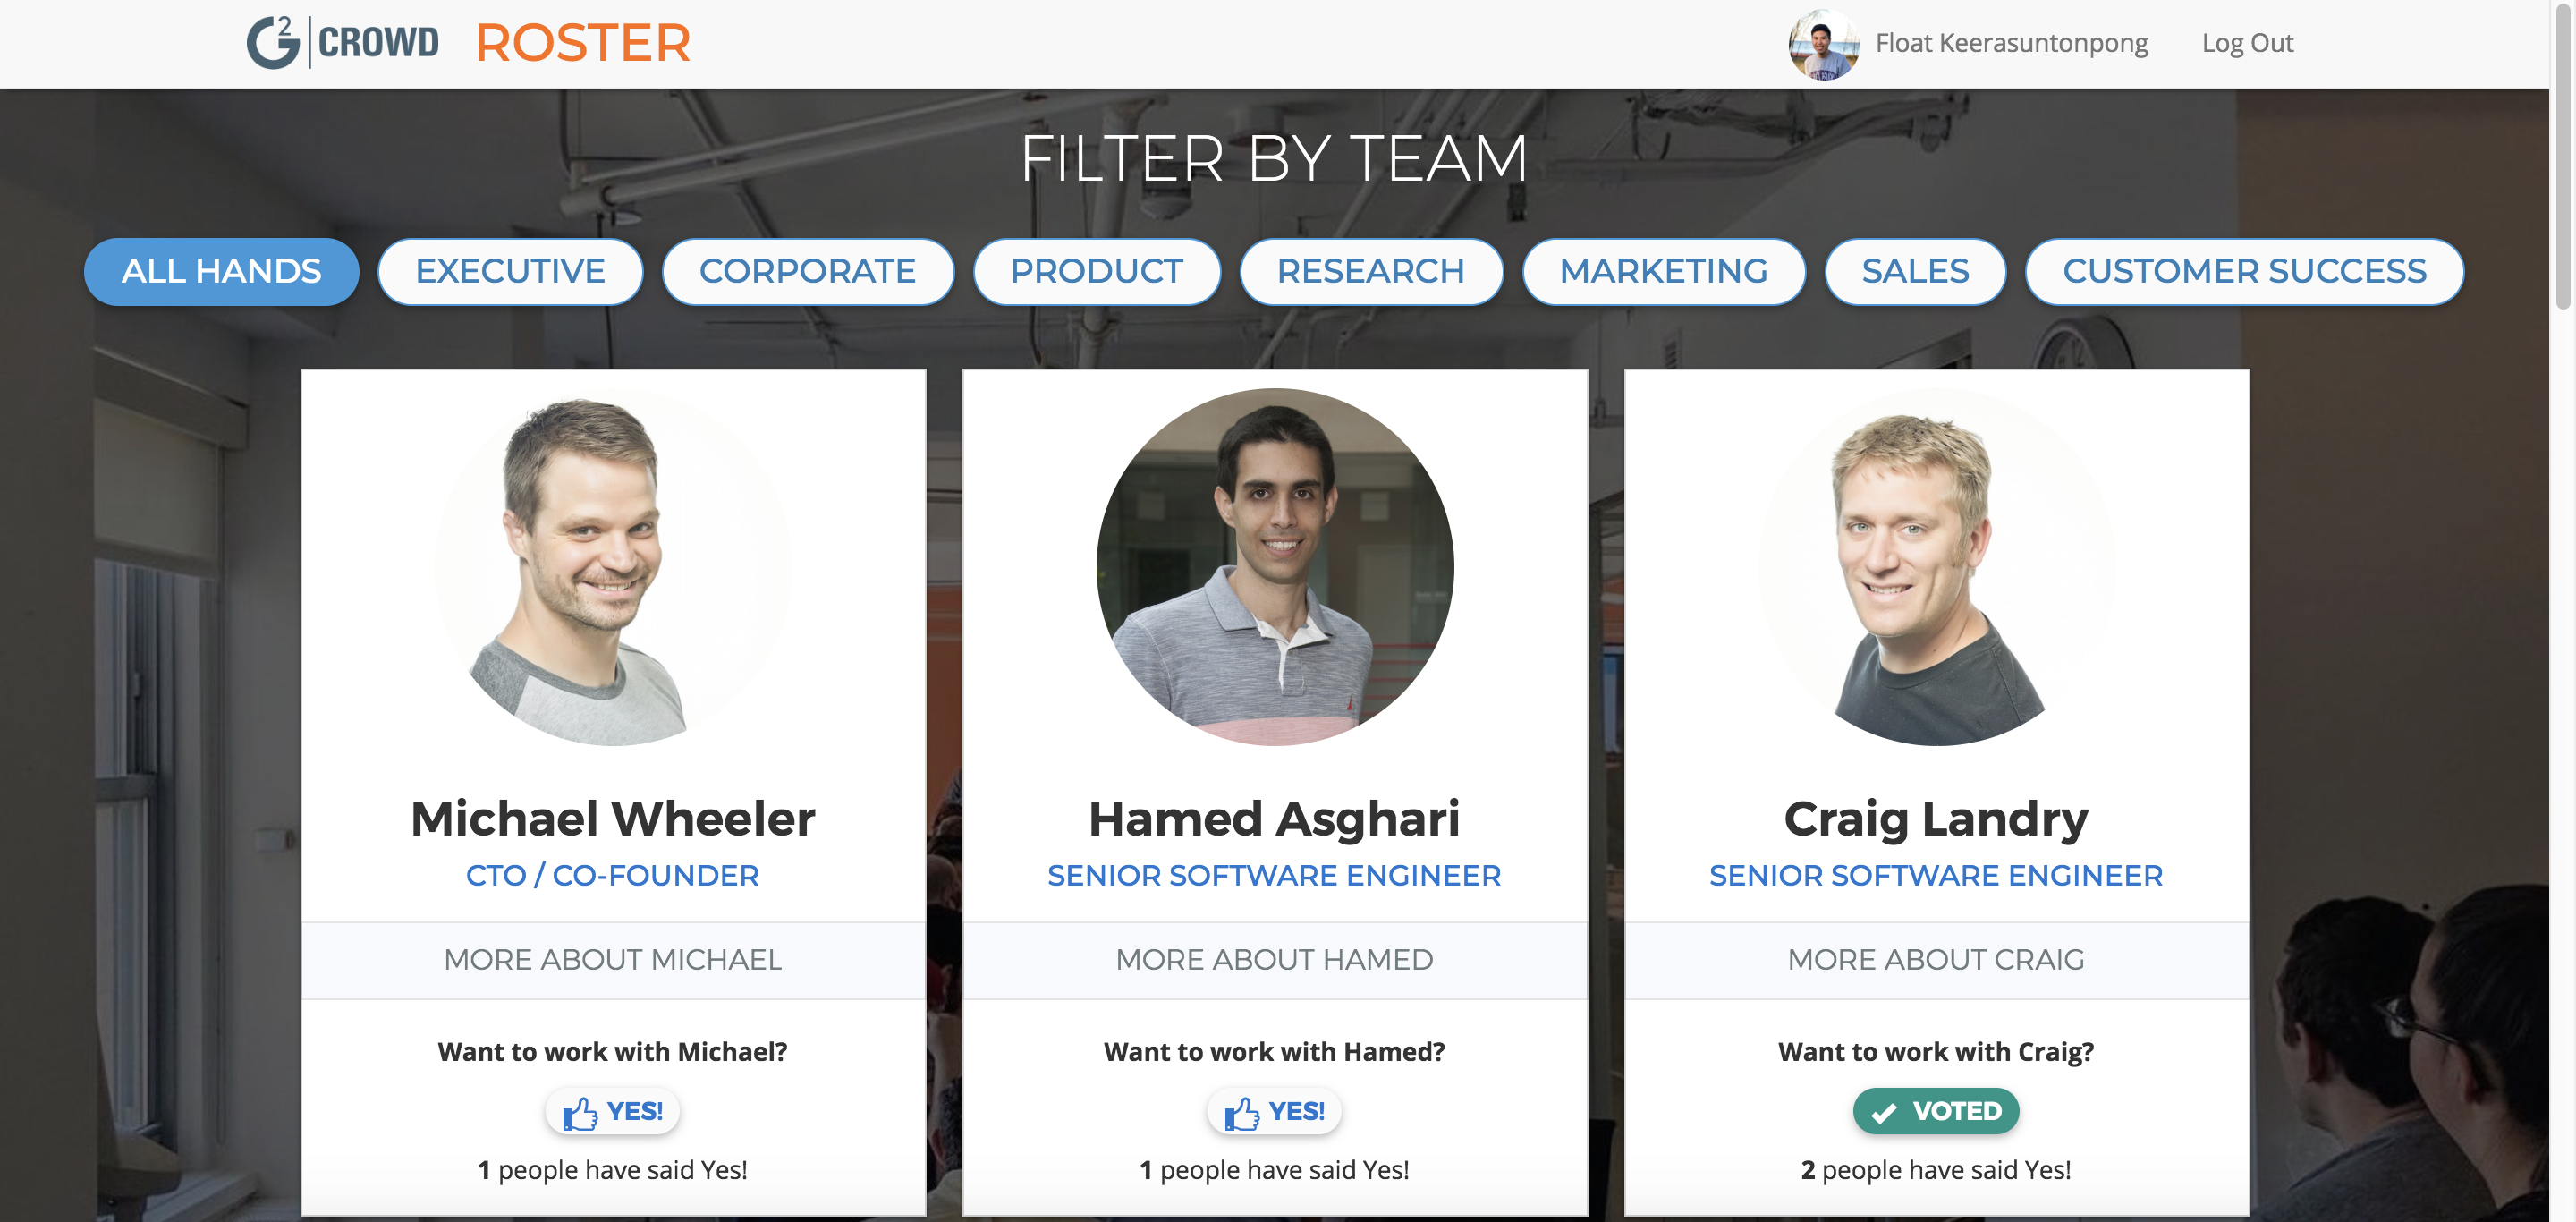 G2 | CROWD ROSTER
Float Keerasuntonpong Log Out
FILTER BY TEAM
ALL HANDS EXECUTIVE CORPORATE PRODUCT RESEARCH MARKETING SALES CUSTOMER SUCCESS
Michael Wheeler Hamed Asghari Craig Landry
CTO / CO-FOUNDER SENIOR SOFTWARE ENGINEER SENIOR SOFTWARE ENGINEER
MORE ABOUT MICHAEL MORE ABOUT HAMED MORE ABOUT CRAIG
Want to work with Michael? Want to work with Hamed? Want to work with Craig?
YES! YES! VOTED
1 people have said Yes! 1 people have said Yes! 2 people have said Yes!